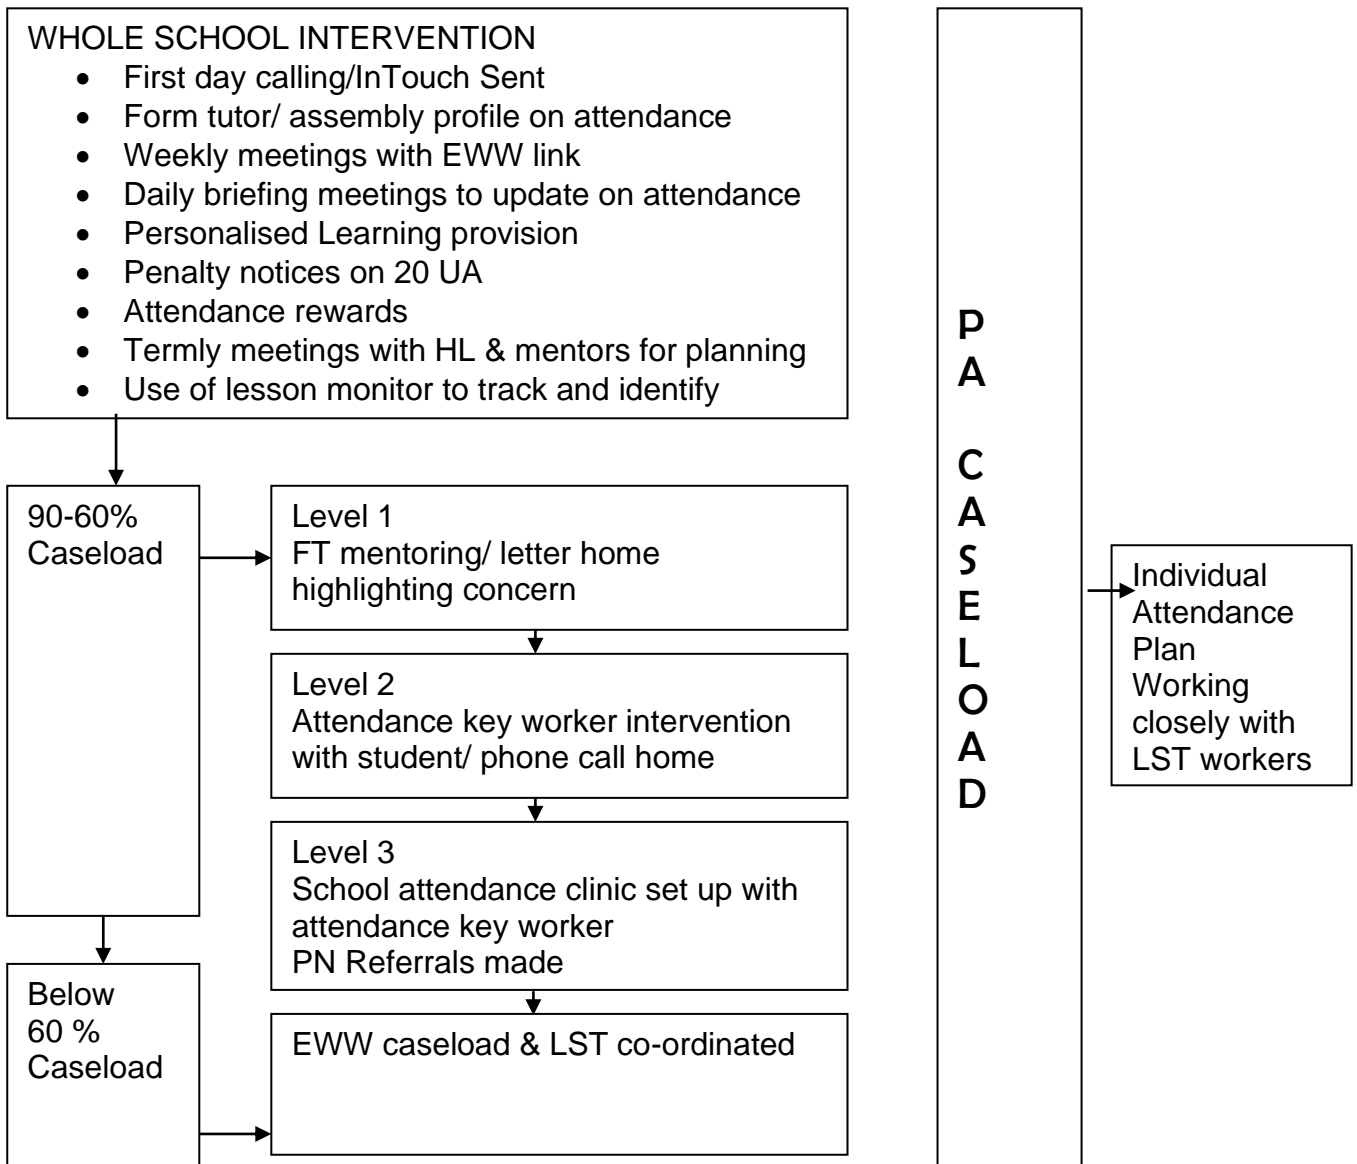 WHOLE SCHOOL INTERVENTION
• First day calling/InTouch Sent
• Form tutor/ assembly profile on attendance
• Weekly meetings with EWW link
• Daily briefing meetings to update on attendance
• Personalised Learning provision
• Penalty notices on 20 UA
• Attendance rewards
• Termly meetings with HL & mentors for planning
• Use of lesson monitor to track and identify
90-60%
Caseload
Level 1
FT mentoring/ letter home
highlighting concern
Level 2
Attendance key worker intervention
with student/ phone call home
Level 3
School attendance clinic set up with
attendance key worker
PN Referrals made
Below
60 %
Caseload
EWW caseload & LST co-ordinated
P
A
C
A
S
E
L
O
A
D
Individual
Attendance
Plan
Working
closely with
LST workers